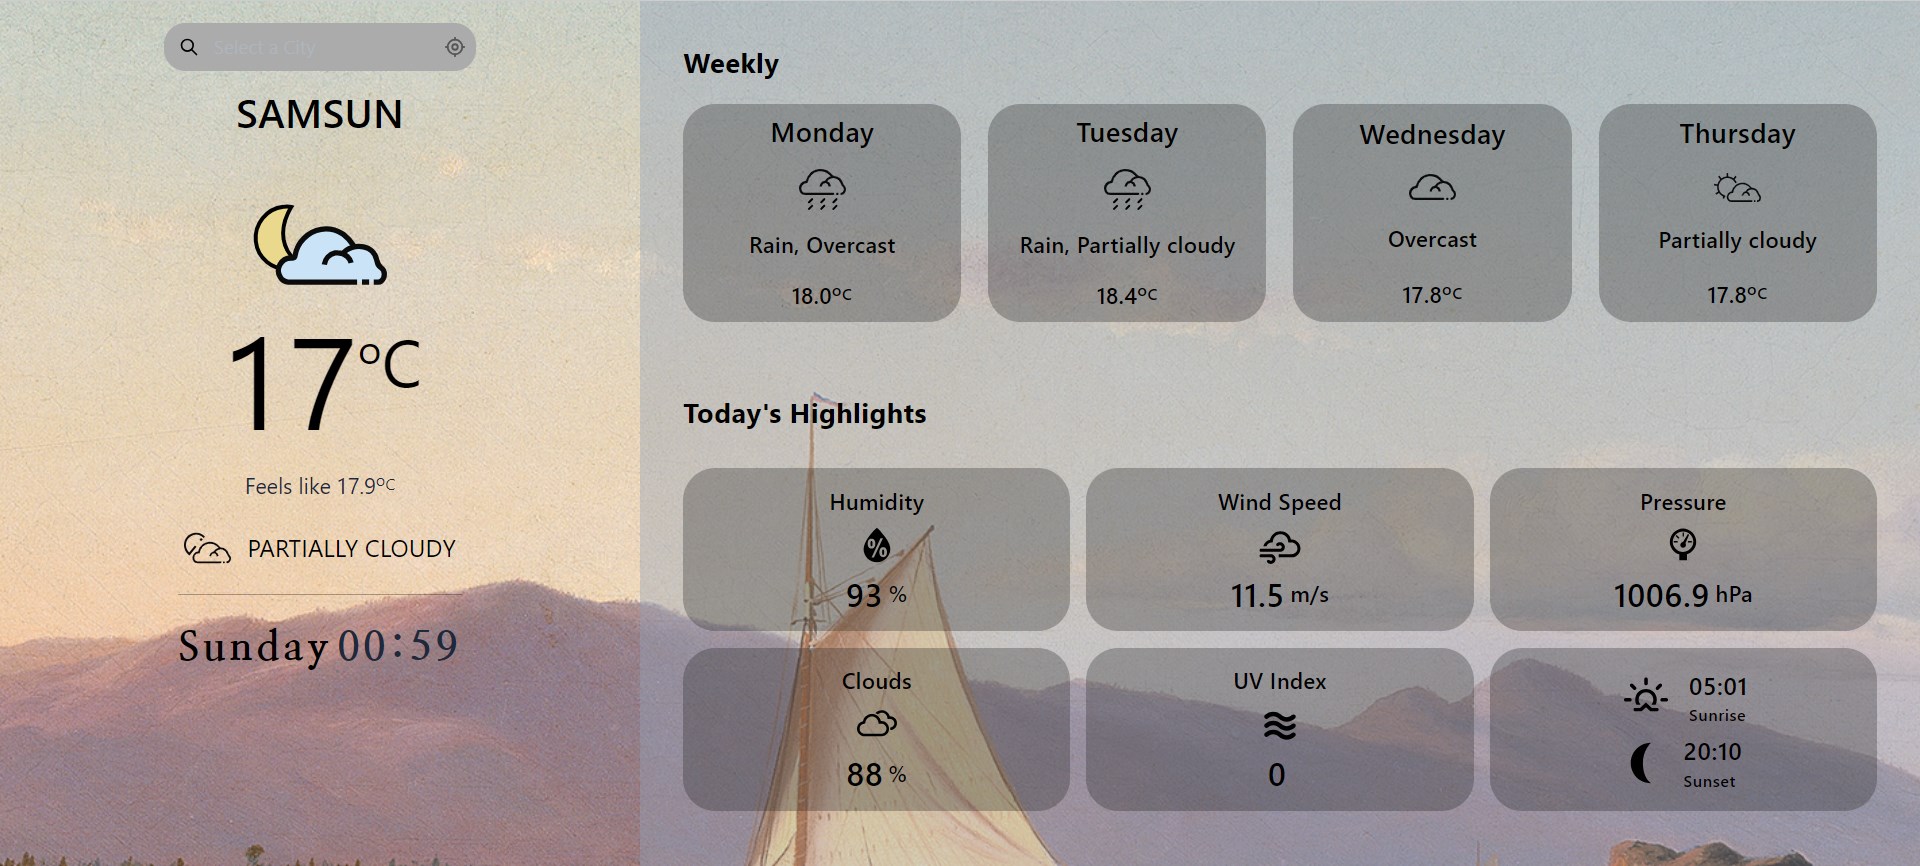 Select a City
SAMSUN
17°C
Feels like 17.9°C
PARTIALLY CLOUDY
Sunday 00:59
Weekly
Monday
Rain, Overcast
18.0°C
Tuesday
Rain, Partially cloudy
18.4°C
Wednesday
Overcast
17.8°C
Thursday
Partially cloudy
17.8°C
Today's Highlights
Humidity
%
93 %
Wind Speed
11.5 m/s
Pressure
1006.9 hPa
Clouds
88 %
UV Index
0
05:01
Sunrise
20:10
Sunset